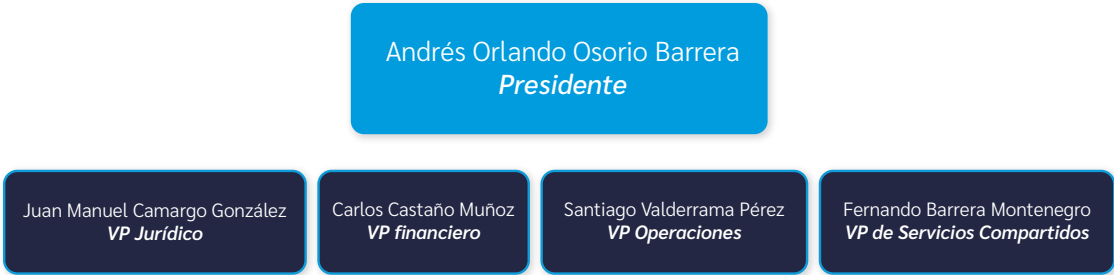 Andrés Orlando Osorio Barrera
Presidente
Juan Manuel Camargo González
VP Jurídico
Carlos Castaño Muñoz
VP financiero
Santiago Valderrama Pérez
VP Operaciones
Fernando Barrera Montenegro
VP de Servicios Compartidos